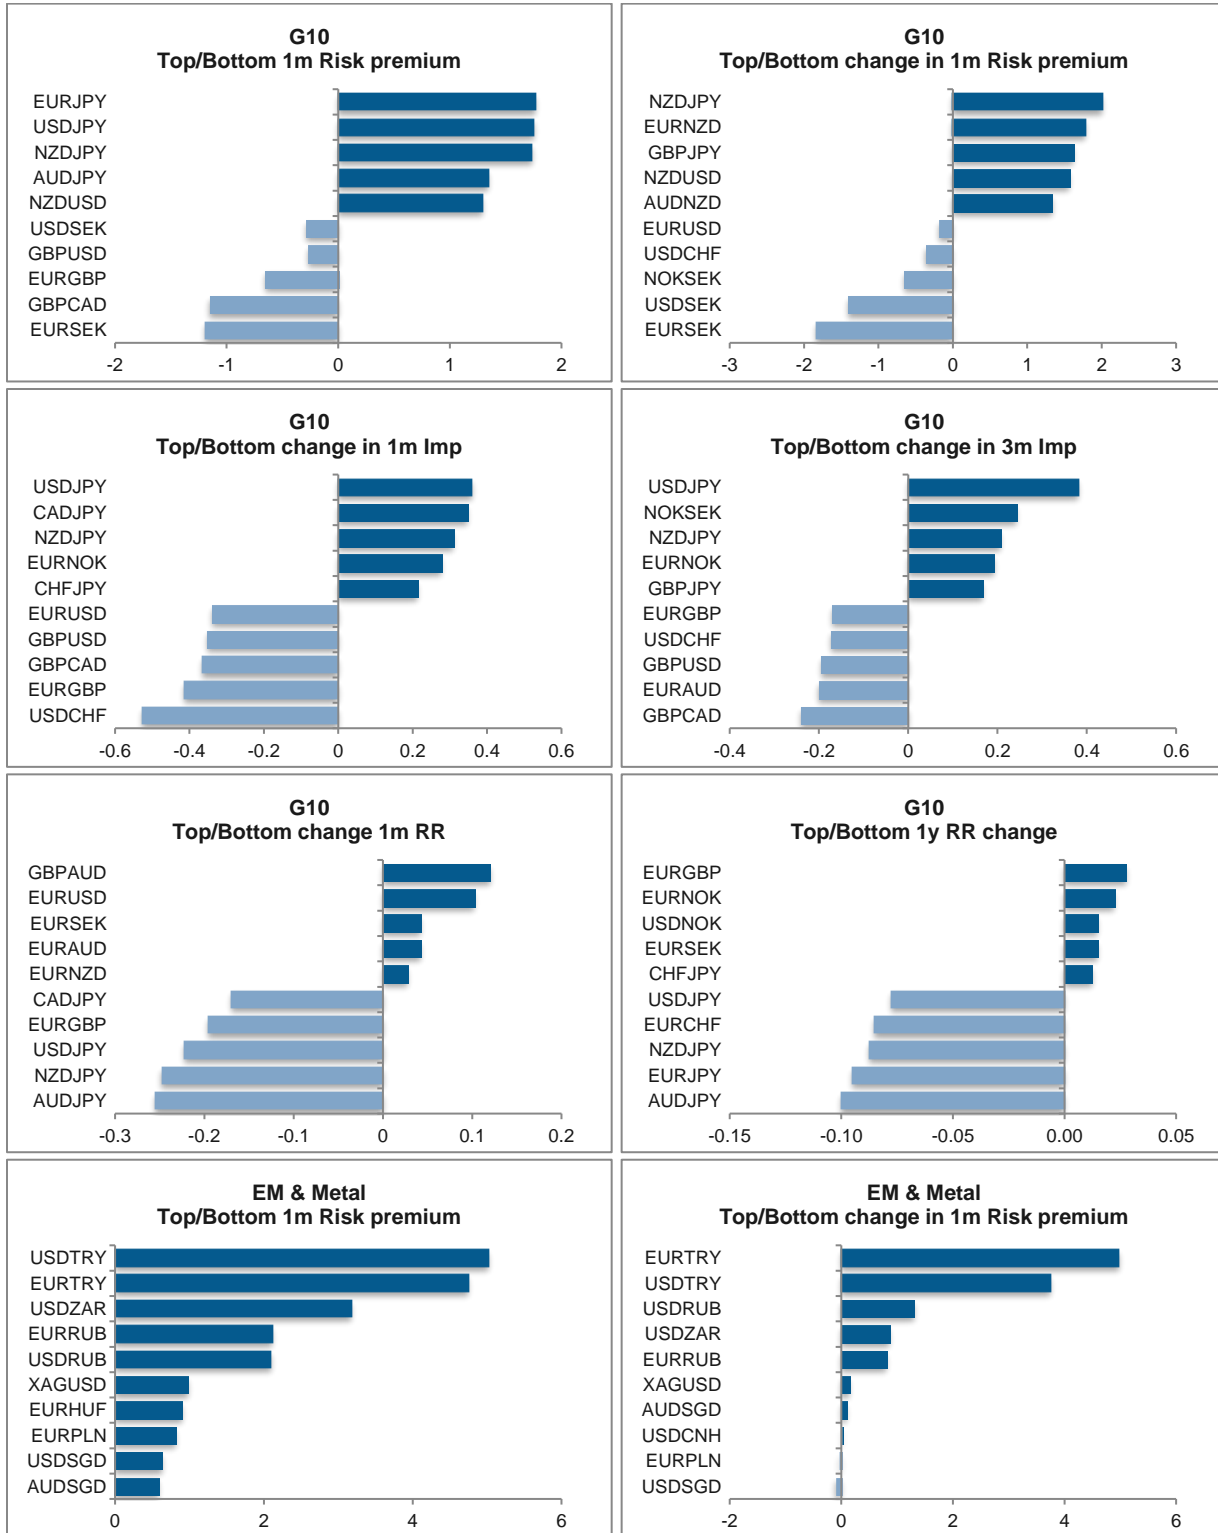 G10
Top/Bottom 1m Risk premium
EURJPY
USDJPY
NZDJPY
AUDJPY
NZDUSD
USDSEK
GBPUSD
EURGBP
GBPCAD
EURSEK
-2 -1 0 1 2
G10
Top/Bottom change in 1m Risk premium
NZDJPY
EURNZD
GBPJPY
NZDUSD
AUDNZD
EURUSD
USDCHF
NOKSEK
USDSEK
EURSEK
-3 -2 -1 0 1 2 3
G10
Top/Bottom change in 1m Imp
USDJPY
CADJPY
NZDJPY
EURNOK
CHFJPY
EURUSD
GBPUSD
GBPCAD
EURGBP
USDCHF
-0.6 -0.4 -0.2 0 0.2 0.4 0.6
G10
Top/Bottom change in 3m Imp
USDJPY
NOKSEK
NZDJPY
EURNOK
GBPJPY
EURGBP
USDCHF
GBPUSD
EURAUD
GBPCAD
-0.4 -0.2 0 0.2 0.4 0.6
G10
Top/Bottom change 1m RR
GBPAUD
EURUSD
EURSEK
EURAUD
EURNZD
CADJPY
EURGBP
USDJPY
NZDJPY
AUDJPY
-0.3 -0.2 -0.1 0 0.1 0.2
G10
Top/Bottom 1y RR change
EURGBP
EURNOK
USDNOK
EURSEK
CHFJPY
USDJPY
EURCHF
NZDJPY
EURJPY
AUDJPY
-0.15 -0.10 -0.05 0.00 0.05
EM & Metal
Top/Bottom 1m Risk premium
USDTRY
EURTRY
USDZAR
EURRUB
USDRUB
XAGUSD
EURHUF
EURPLN
USDSGD
AUDSGD
0 2 4 6
EM & Metal
Top/Bottom change in 1m Risk premium
EURTRY
USDTRY
USDRUB
USDZAR
EURRUB
XAGUSD
AUDSGD
USDCNH
EURPLN
USDSGD
-2 0 2 4 6